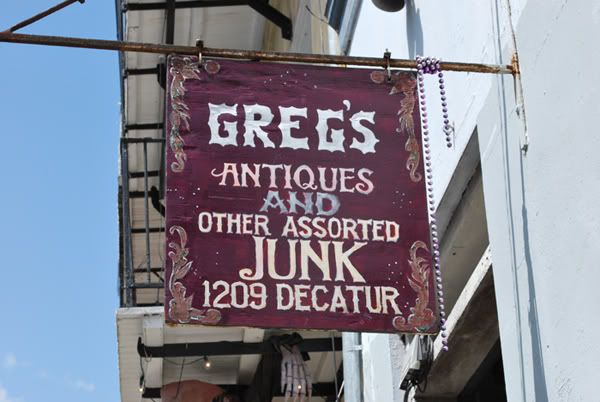 GREG'S
ANTIQUES
AND
OTHER ASSORTED
JUNK
1209 DECATUR